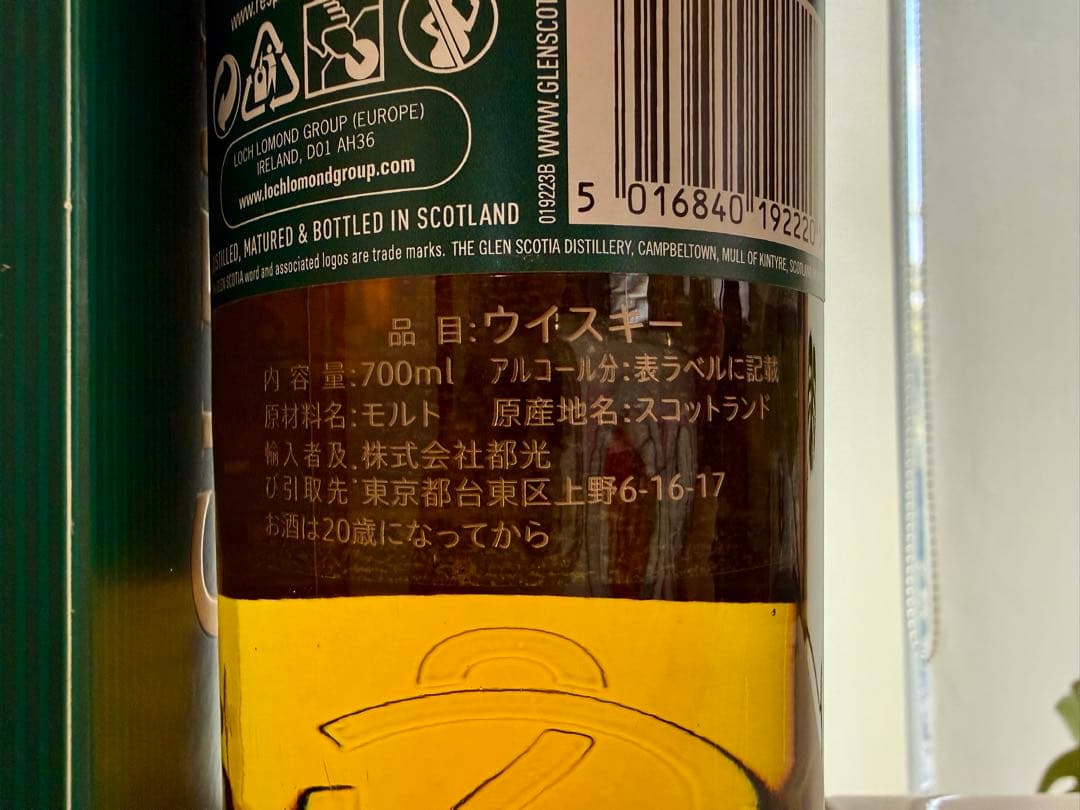 www.resp
LOCH LOMOND GROUP (EUROPE)
IRELAND, D01 AH36
www.lochlomondgroup.com
DISTILLED, MATURED & BOTTLED IN SCOTLAND
GLEN SCOTIA word and associated logos are trade marks. THE GLEN SCOTIA DISTILLERY, CAMPBELTOWN, MULL OF KINTYRE, SCOTLAND
019223B WWW.GLENSCOT
5 016840 192220
品 目:ウイスキー
内容量:700ml アルコール分:表ラベルに記載
原材料名:モルト 原産地名:スコットランド
輸入者及 株式会社都光
び引取先:東京都台東区上野6-16-17
お酒は20歳になってから